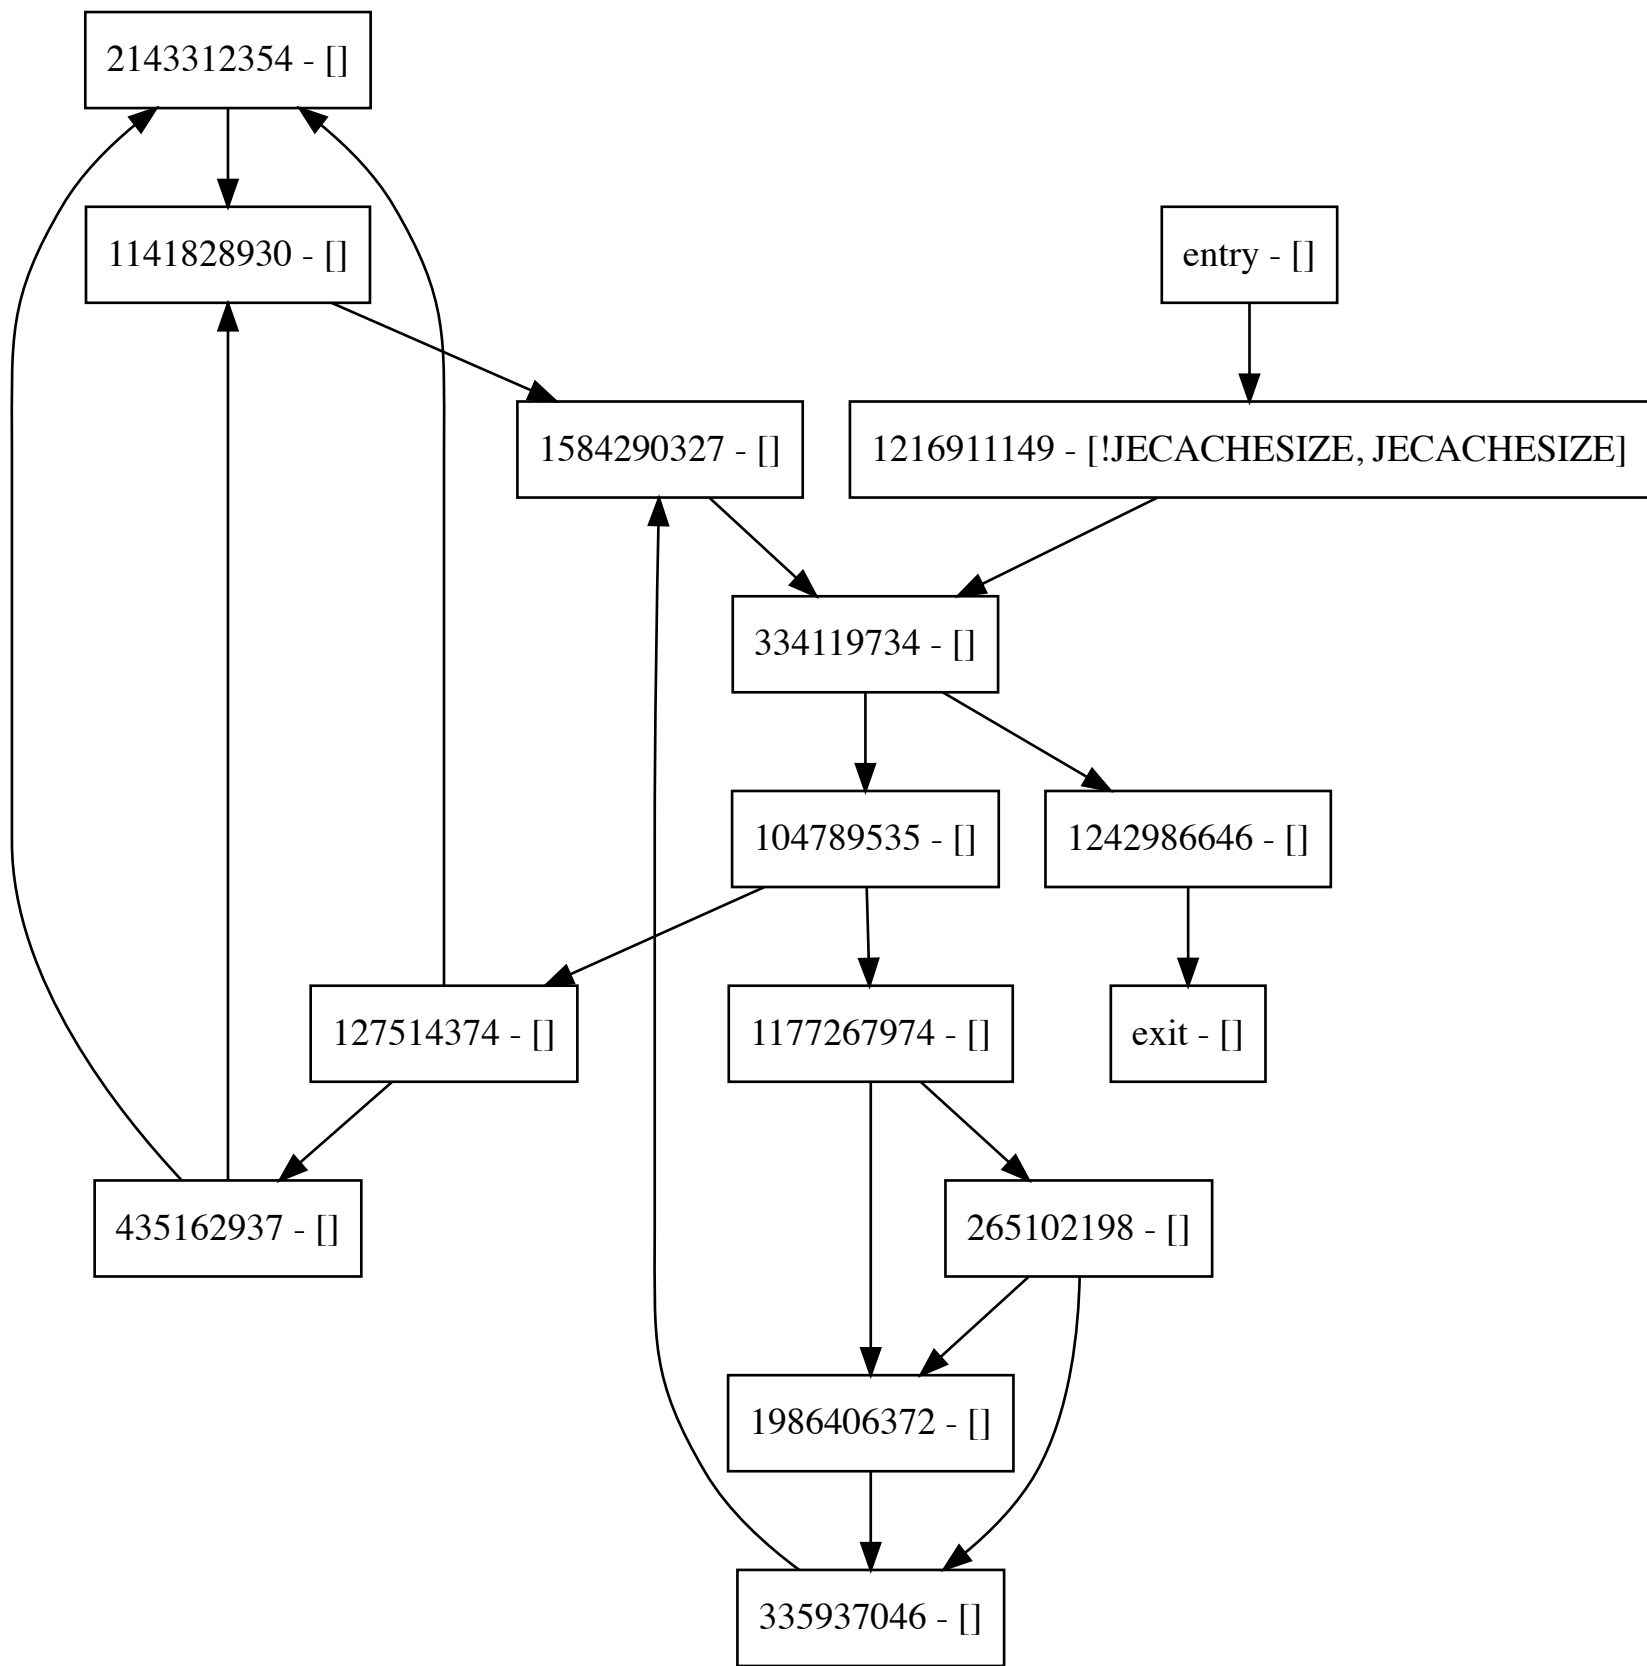 2143312354 - []
1141828930 - []
entry - []
1584290327 - []
1216911149 - [!JECACHESIZE, JECACHESIZE]
334119734 - []
104789535 - []
1242986646 - []
127514374 - []
1177267974 - []
exit - []
435162937 - []
265102198 - []
1986406372 - []
335937046 - []